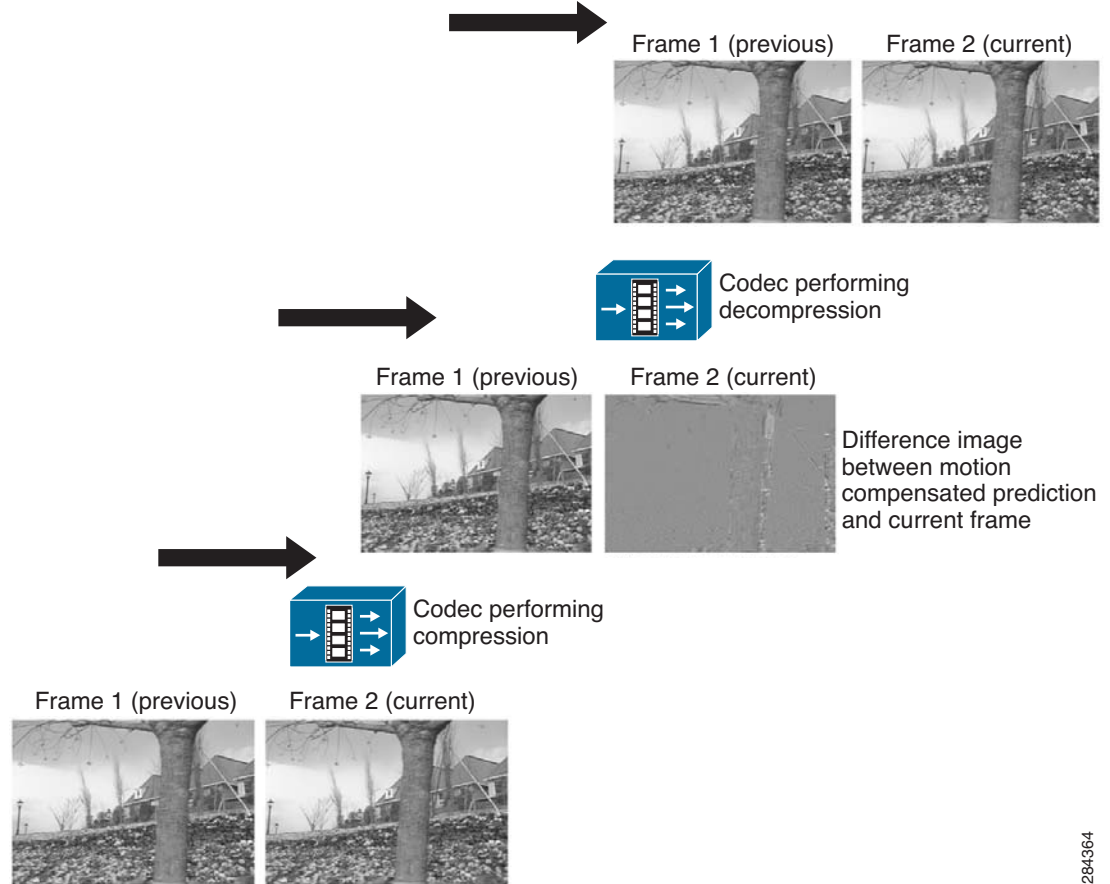 Frame 1 (previous)
Frame 2 (current)
Codec performing
decompression
Frame 1 (previous)
Frame 2 (current)
Difference image
between motion
compensated prediction
and current frame
Codec performing
compression
Frame 1 (previous)
Frame 2 (current)
284364